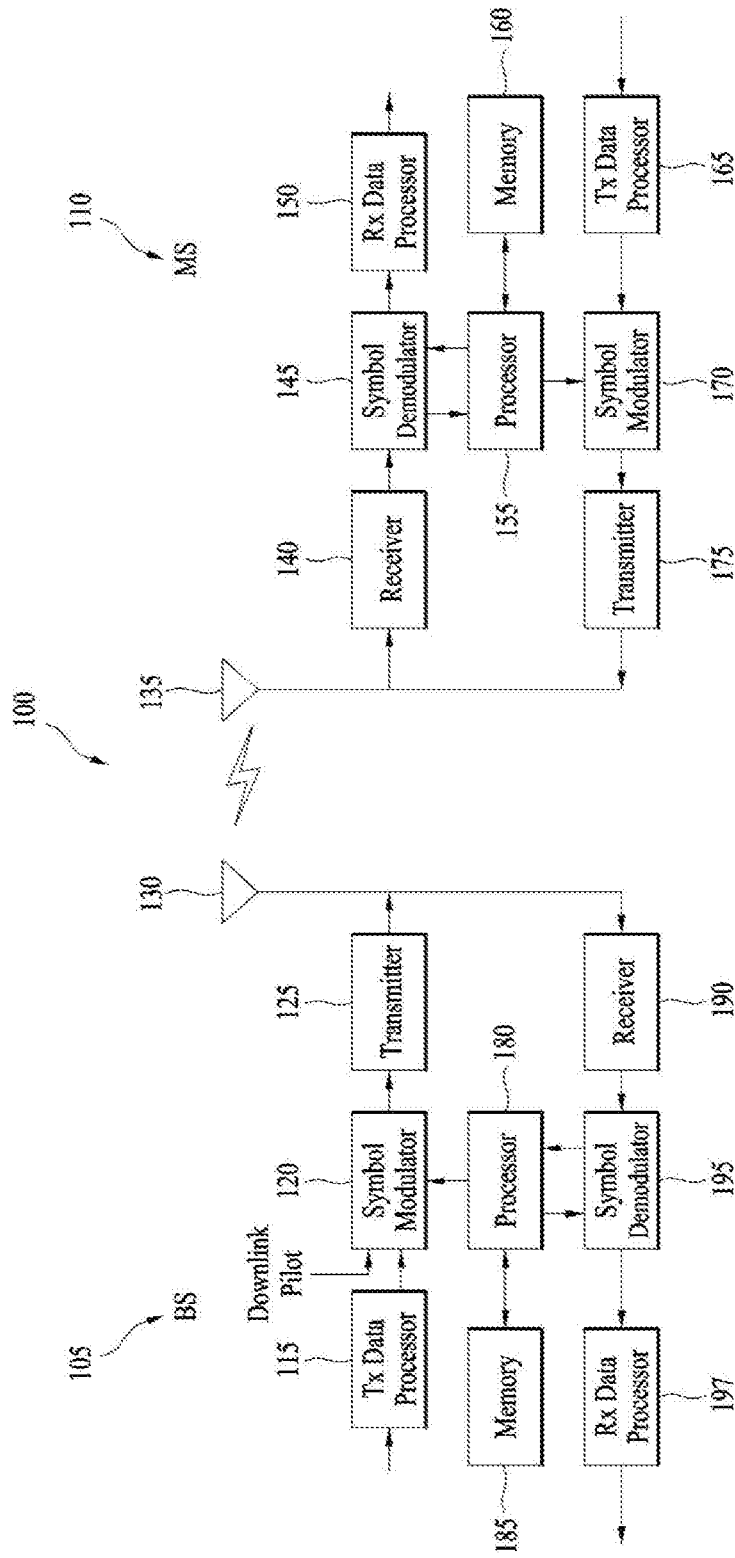 100
105
BS
110
MS
130
135
Downlink
Pilot
115
Tx Data
Processor
120
Symbol
Modulator
125
Transmitter
140
Receiver
145
Symbol
Demodulator
150
Rx Data
Processor
185
Memory
180
Processor
155
Processor
160
Memory
197
Rx Data
Processor
195
Symbol
Demodulator
190
Receiver
175
Transmitter
170
Symbol
Modulator
165
Tx Data
Processor